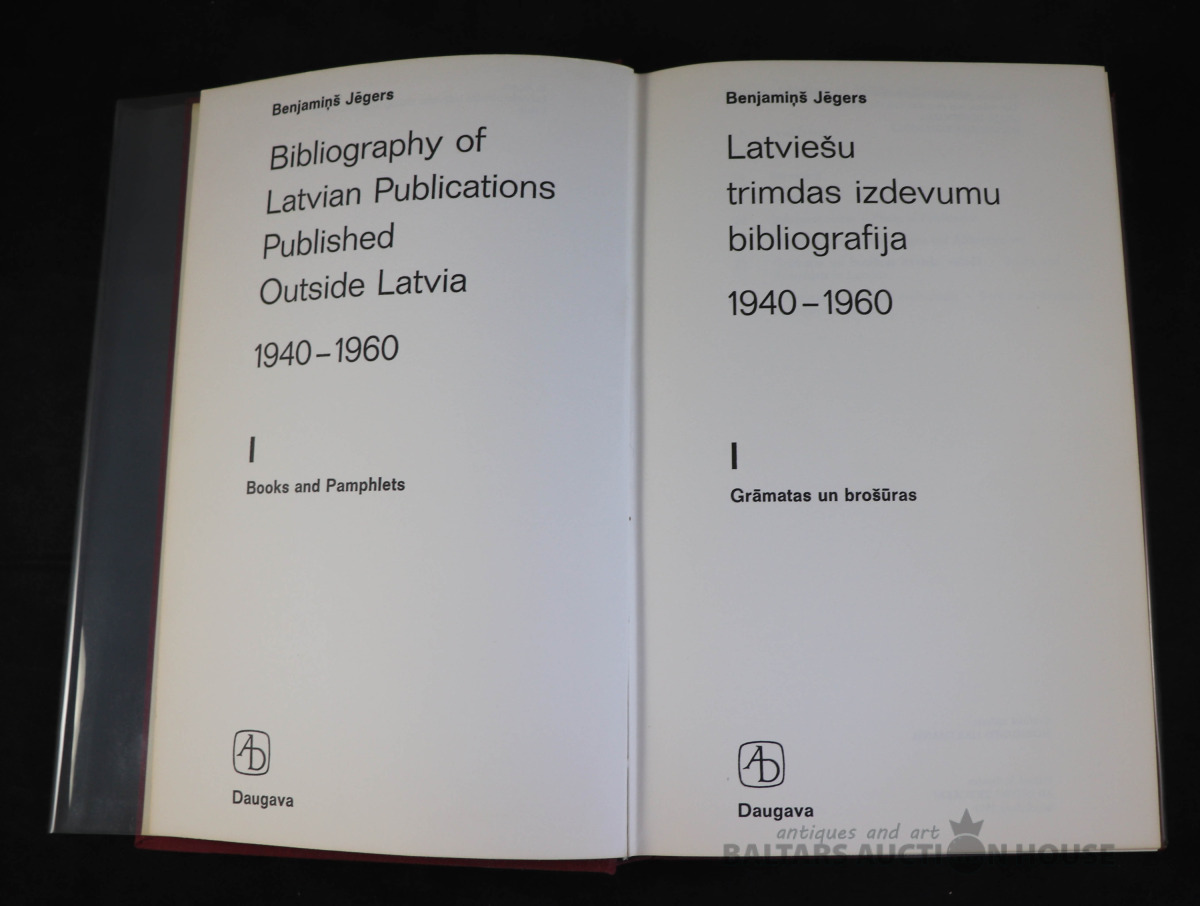 Benjamiņš Jēgers
Bibliography of
Latvian Publications
Published
Outside Latvia
1940–1960
I
Books and Pamphlets
AD
Daugava
Benjamiņš Jēgers
Latviešu
trimdas izdevumu
bibliografija
1940–1960
I
Grāmatas un brošūras
AD
Daugava
antiques and art
BALTARS AUCTION HOUSE